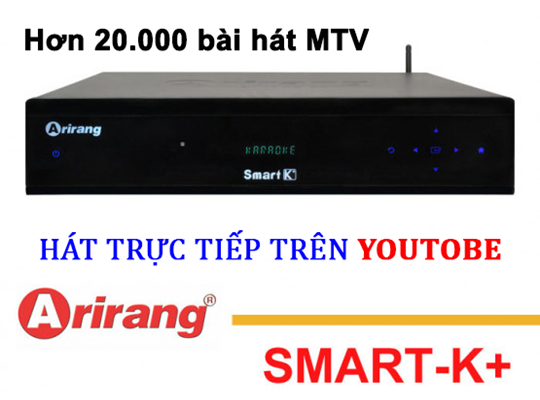 Hơn 20.000 bài hát MTV
Arirang
KARAOKE
Smart K+
HÁT TRỰC TIẾP TRÊN YOUTOBE
Arirang®
SMART-K+